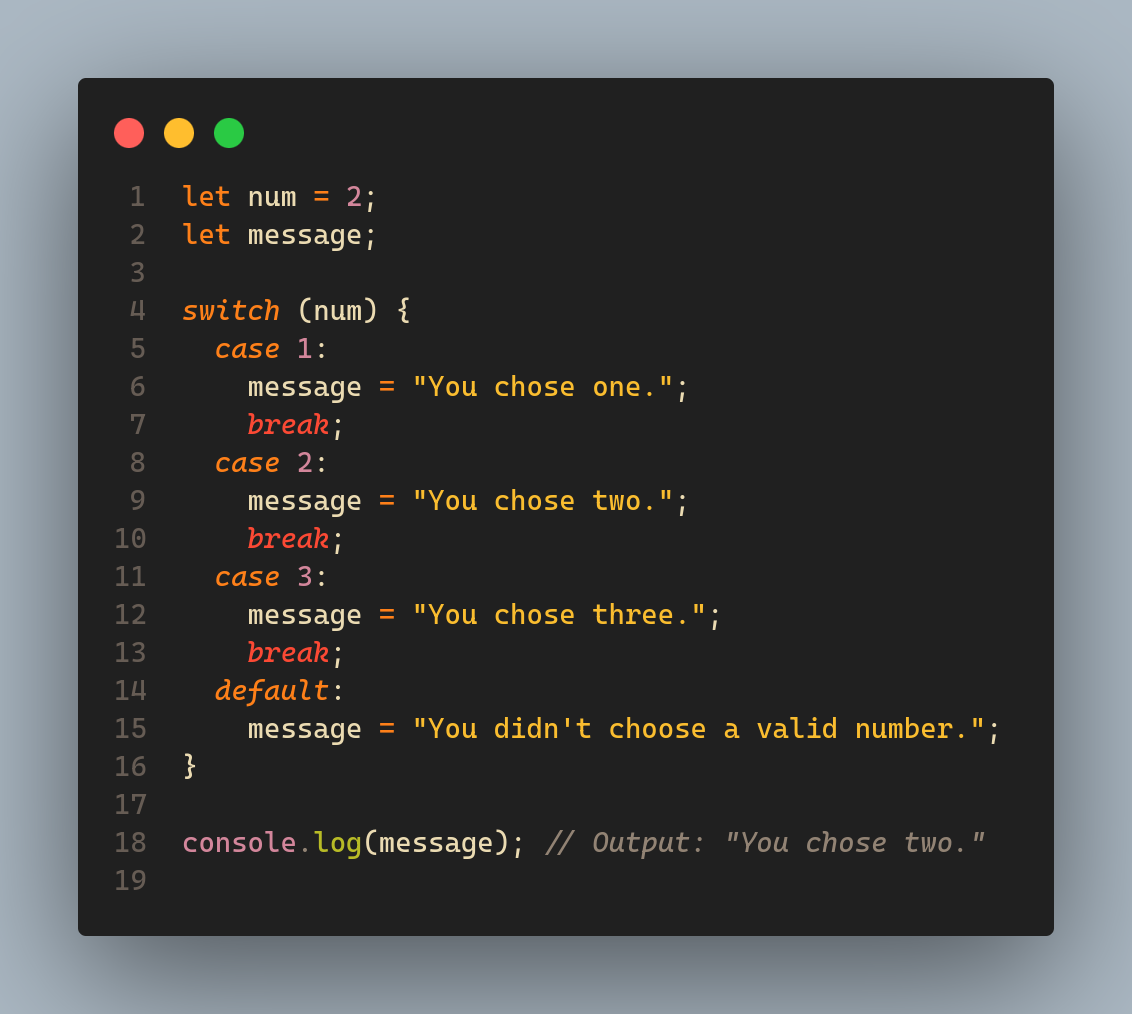 1 let num = 2;
2 let message;
3
4 switch (num) {
5   case 1:
6     message = "You chose one.";
7     break;
8   case 2:
9     message = "You chose two.";
10     break;
11   case 3:
12     message = "You chose three.";
13     break;
14   default:
15     message = "You didn't choose a valid number.";
16 }
17
18 console.log(message); // Output: "You chose two."
19